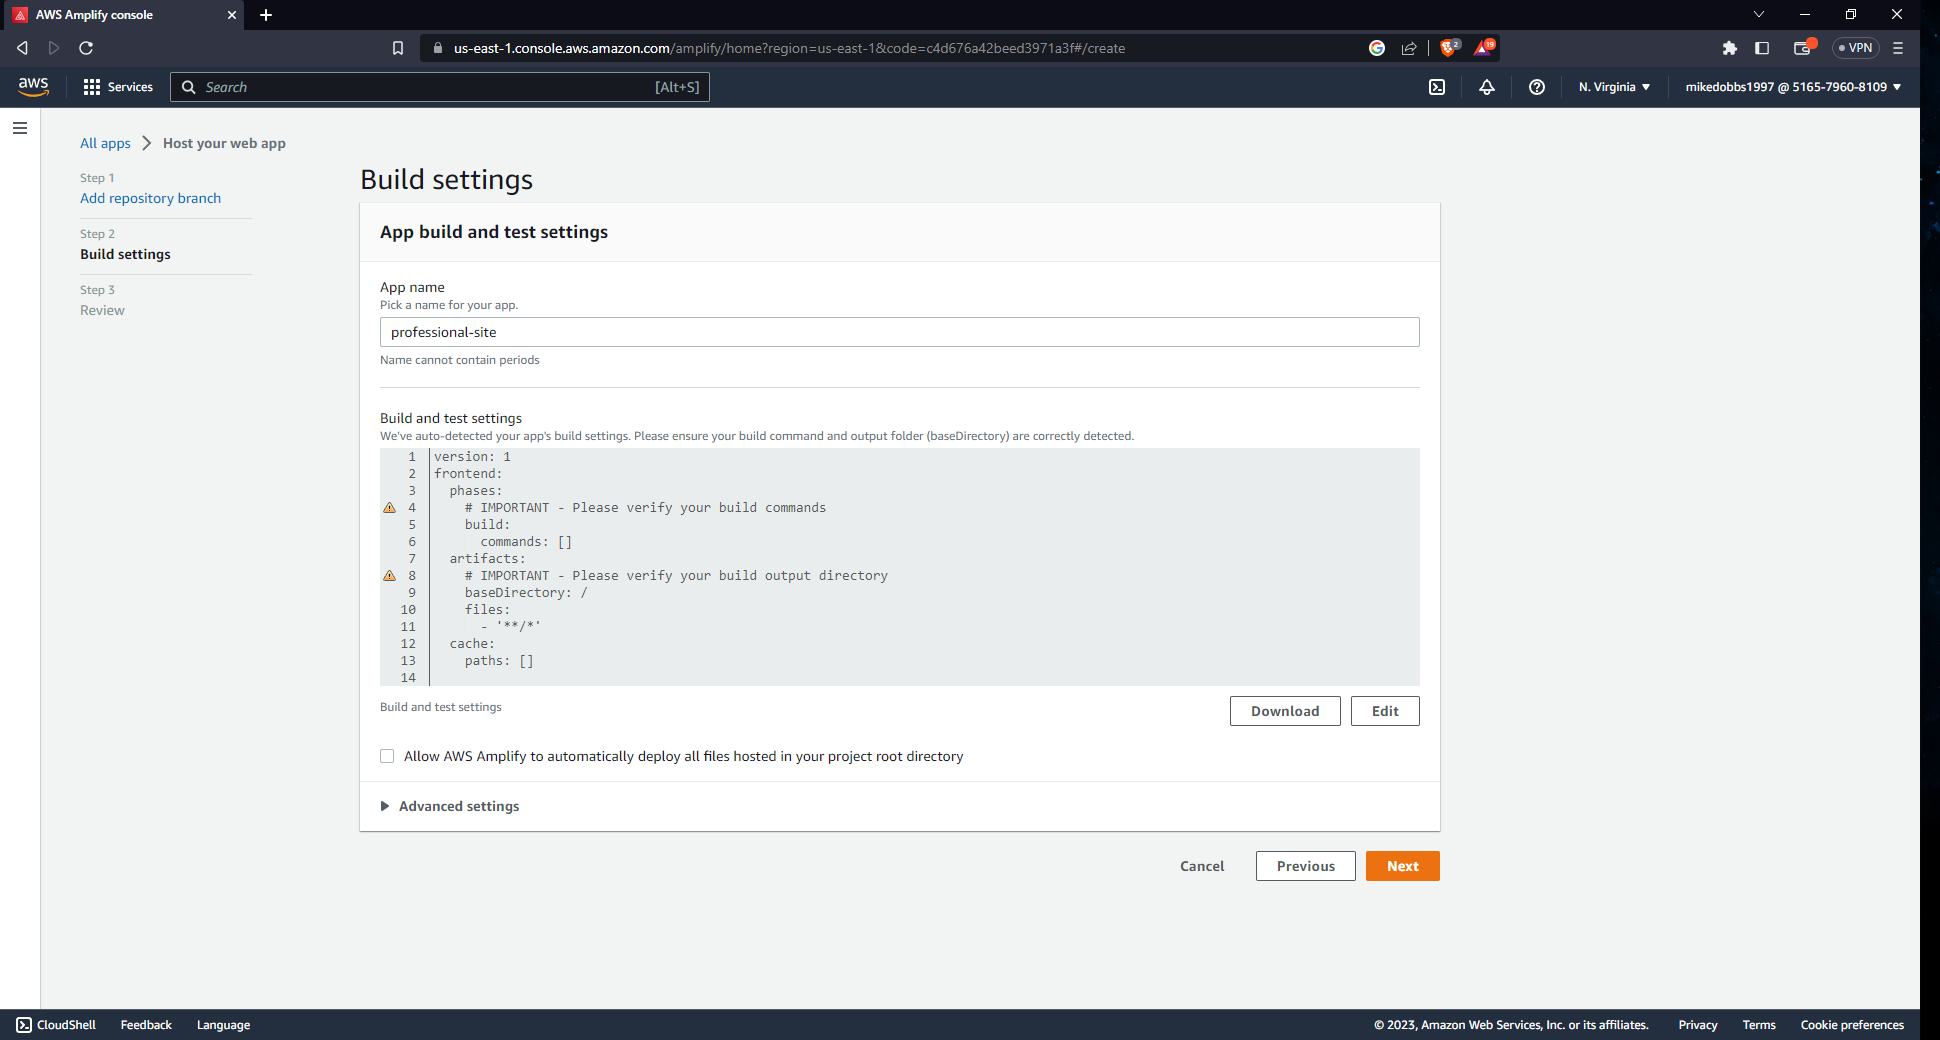 AWS Amplify console
us-east-1.console.aws.amazon.com/amplify/home?region=us-east-1&code=c4d676a42beed3971a3f#/create
2
19
VPN
aws
Services
Search
[Alt+S]
N. Virginia
mikedobbs1997 @ 5165-7960-8109
All apps
Host your web app
Step 1
Add repository branch
Step 2
Build settings
Step 3
Review
Build settings
App build and test settings
App name
Pick a name for your app.
professional-site
Name cannot contain periods
Build and test settings
We've auto-detected your app's build settings. Please ensure your build command and output folder (baseDirectory) are correctly detected.
1 version: 1
2 frontend:
3   phases:
4     # IMPORTANT - Please verify your build commands
5     build:
6       commands: []
7   artifacts:
8     # IMPORTANT - Please verify your build output directory
9     baseDirectory: /
10     files:
11       - '**/*'
12   cache:
13     paths: []
14
Build and test settings
Download
Edit
Allow AWS Amplify to automatically deploy all files hosted in your project root directory
Advanced settings
Cancel
Previous
Next
CloudShell
Feedback
Language
© 2023, Amazon Web Services, Inc. or its affiliates.
Privacy
Terms
Cookie preferences